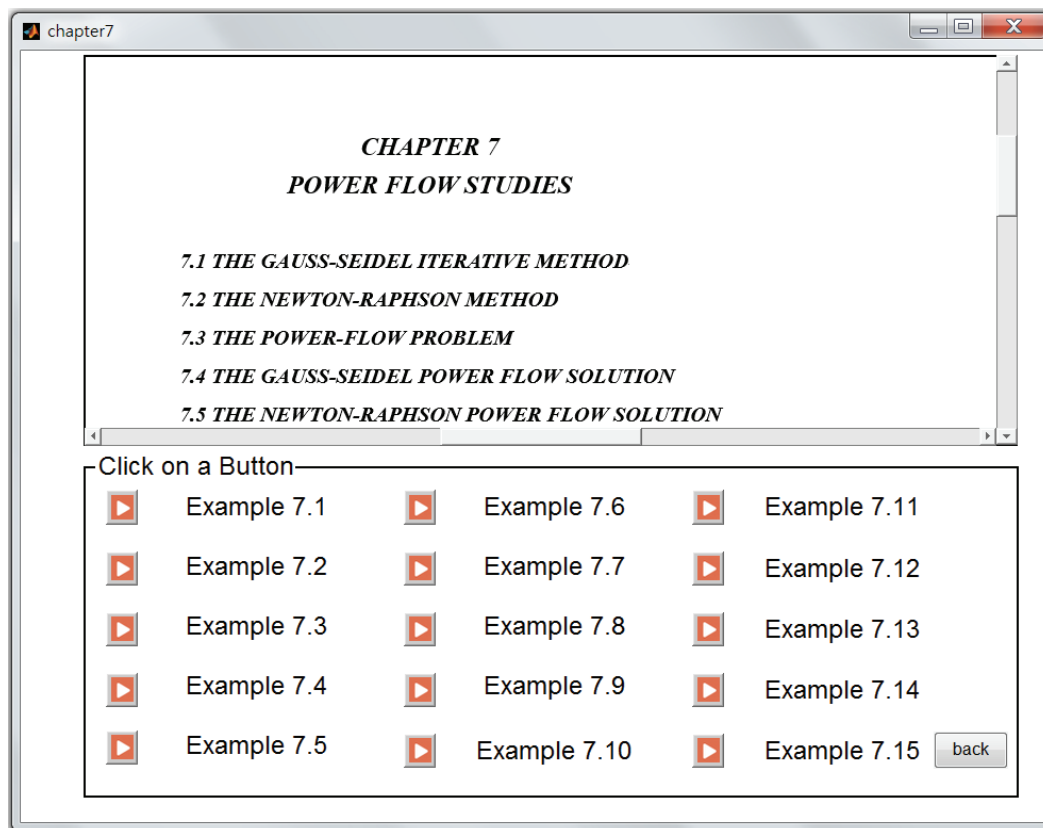 chapter7
CHAPTER 7
POWER FLOW STUDIES
7.1 THE GAUSS-SEIDEL ITERATIVE METHOD
7.2 THE NEWTON-RAPHSON METHOD
7.3 THE POWER-FLOW PROBLEM
7.4 THE GAUSS-SEIDEL POWER FLOW SOLUTION
7.5 THE NEWTON-RAPHSON POWER FLOW SOLUTION
Click on a Button
Example 7.1 Example 7.6 Example 7.11
Example 7.2 Example 7.7 Example 7.12
Example 7.3 Example 7.8 Example 7.13
Example 7.4 Example 7.9 Example 7.14
Example 7.5 Example 7.10 Example 7.15 back